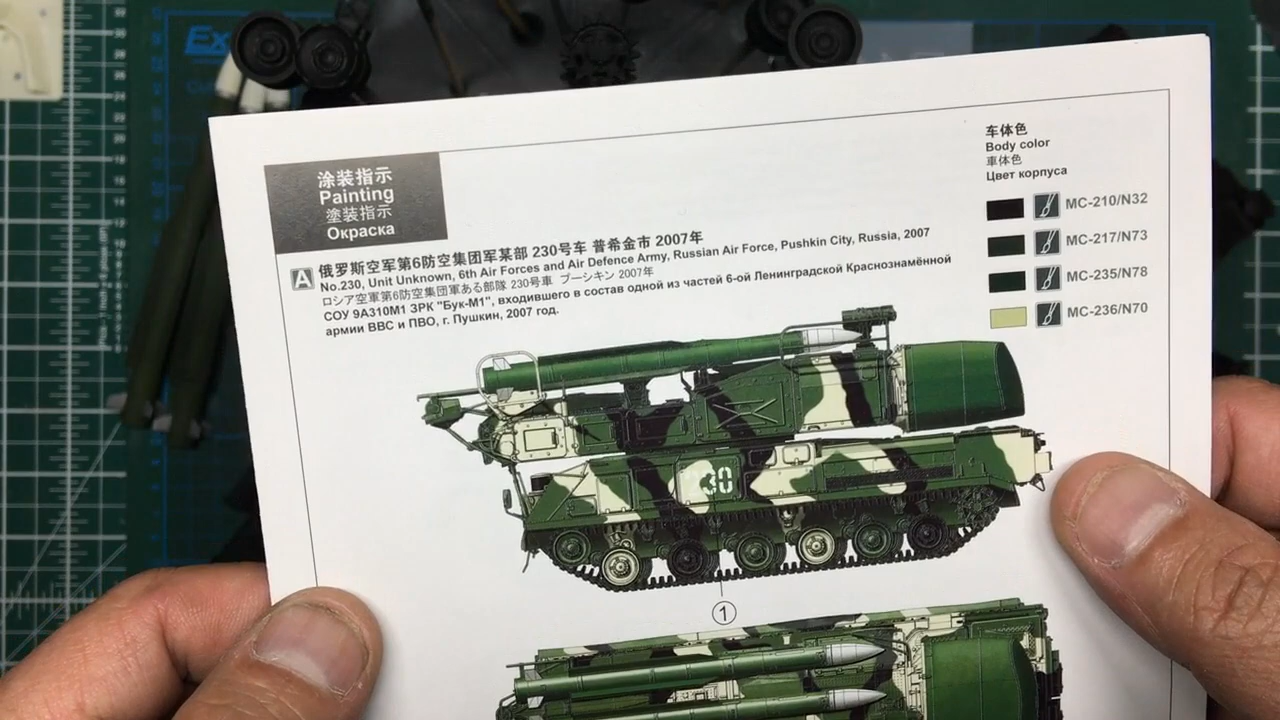 Ex
涂装指示
Painting
塗装指示
Окраска
A
俄罗斯空军第6防空集团军某部 230号车 普希金市 2007年
No.230, Unit Unknown, 6th Air Forces and Air Defence Army, Russian Air Force, Pushkin City, Russia, 2007
ロシア空軍第6防空集團軍ある部隊 230号車 プーシキン 2007年
СОУ 9А310М1 ЗРК "Бук-М1", входившего в состав одной из частей 6-ой Ленинградской Краснознамённой
армии ВВС и ПВО, г. Пушкин, 2007 год.
车体色
Body color
車体色
Цвет корпуса
MC-210/N32
MC-217/N73
MC-235/N78
MC-236/N70
30
1